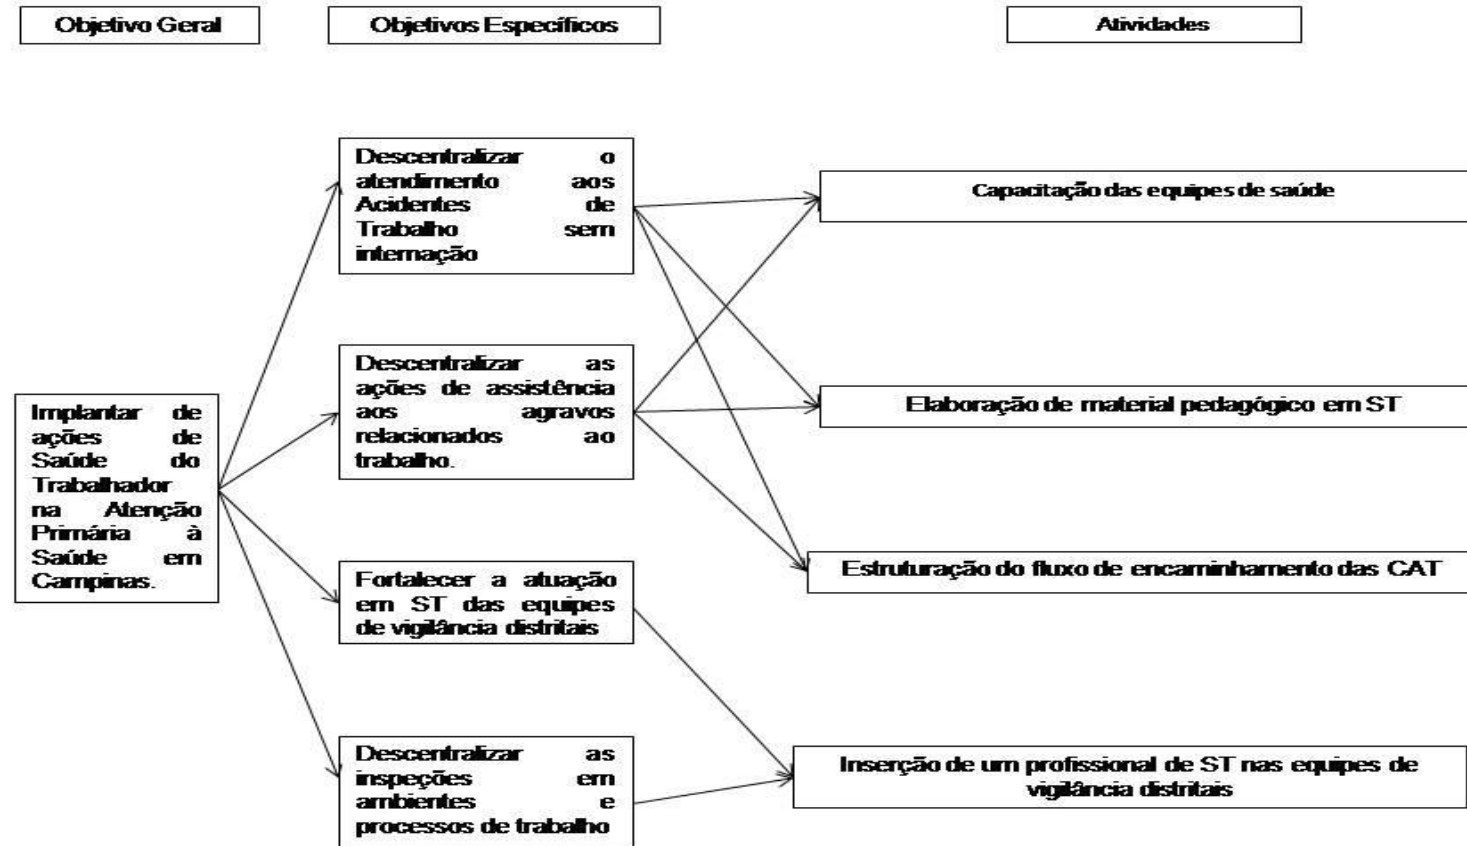 Objetivo Geral
Objetivos Específicos
Atividades
Descentralizar o
atendimento aos
Acidentes de
Trabalho sem
internação
Capacitação das equipes de saúde
Descentralizar as
ações de assistência
aos agravos
relacionados ao
trabalho.
Elaboração de material pedagógico em ST
Implantar de
ações de
Saúde do
Trabalhador
na Atenção
Primária à
Saúde em
Campinas.
Estruturação do fluxo de encaminhamento das CAT
Fortalecer a atuação
em ST das equipes
de vigilância distritais
Descentralizar as
inspeções em
ambientes e
processos de trabalho
Inserção de um profissional de ST nas equipes de
vigilância distritais